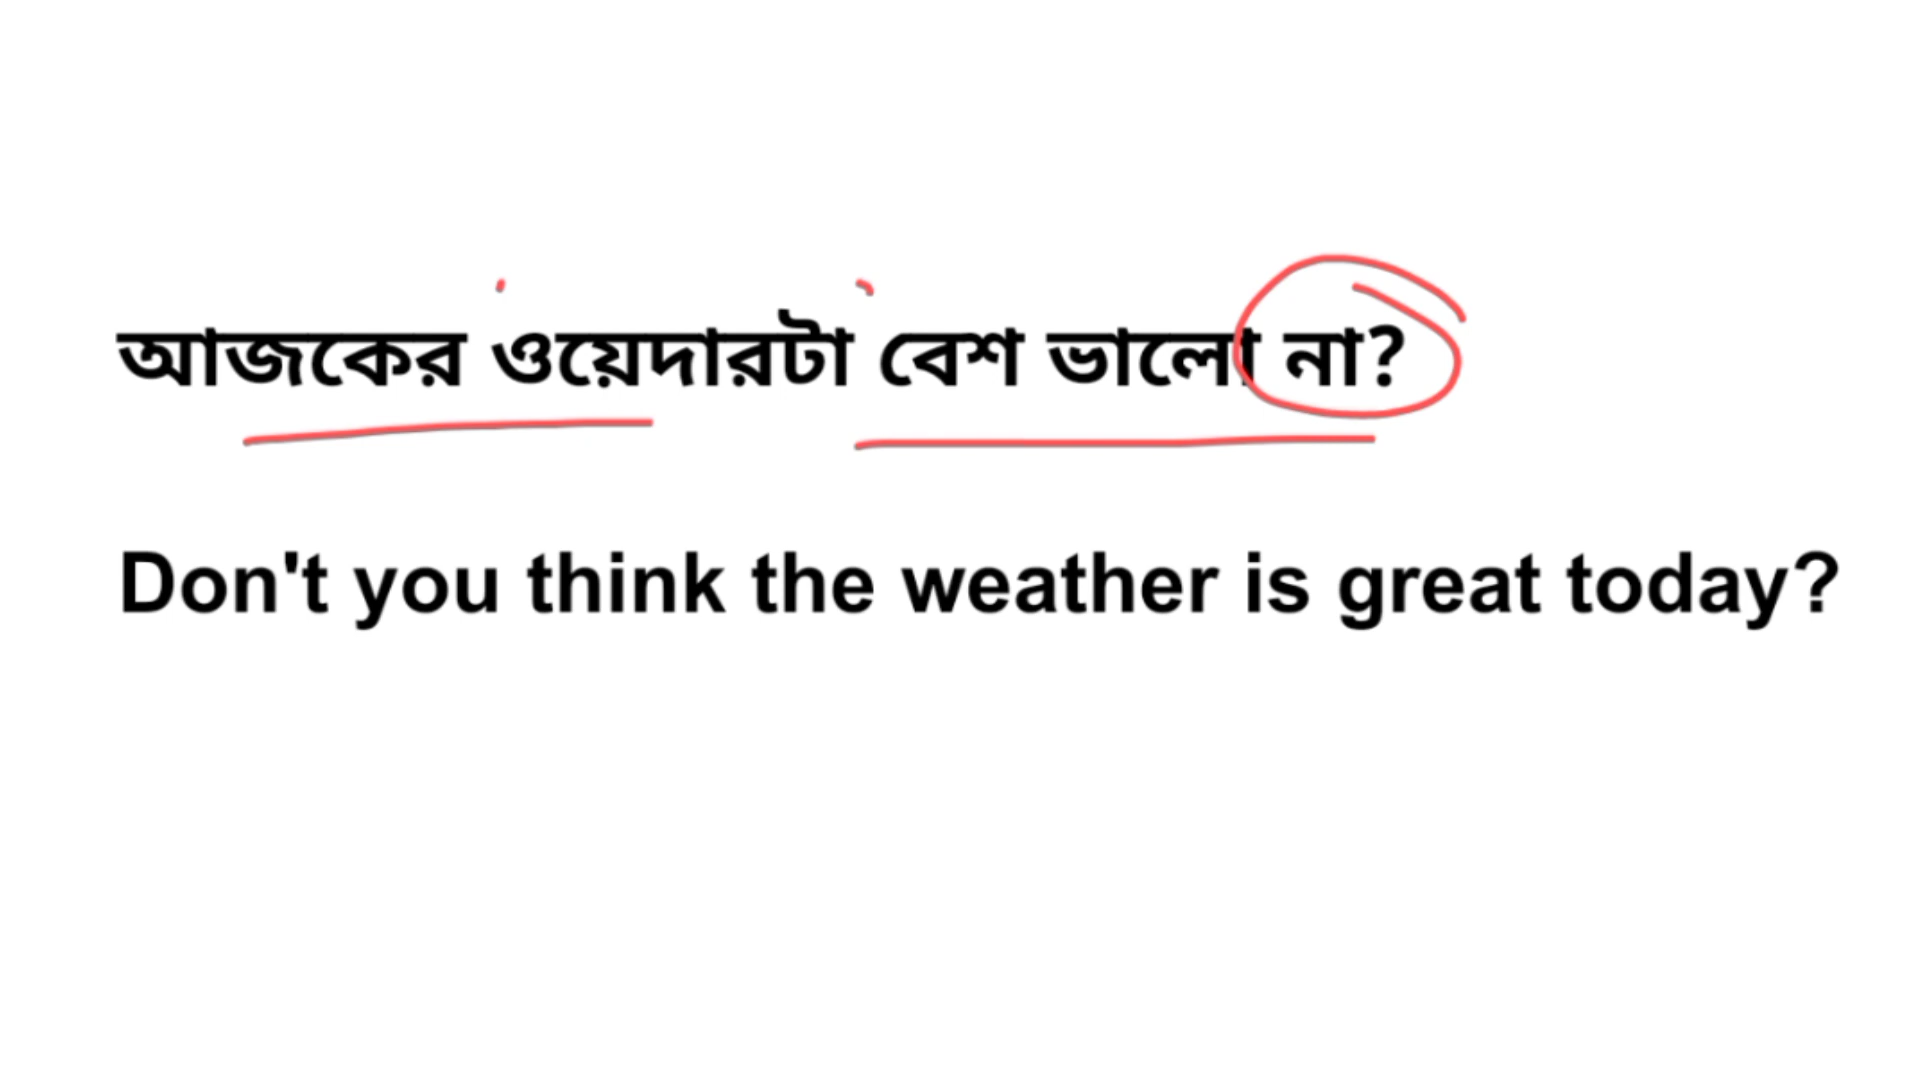 আজকের ওয়েদারটা বেশ ভালো না?
Don't you think the weather is great today?